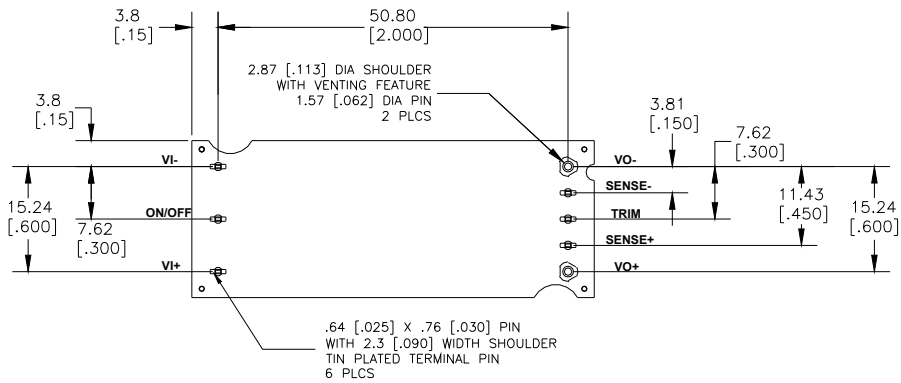 3.8
[.15]
50.80
[2.000]
2.87 [.113] DIA SHOULDER
WITH VENTING FEATURE
1.57 [.062] DIA PIN
2 PLCS
3.8
[.15]
3.81
[.150]
7.62
[.300]
VI-
VO-
SENSE-
15.24
[.600]
ON/OFF
7.62
[.300]
TRIM
11.43
[.450]
15.24
[.600]
SENSE+
VI+
VO+
.64 [.025] X .76 [.030] PIN
WITH 2.3 [.090] WIDTH SHOULDER
TIN PLATED TERMINAL PIN
6 PLCS